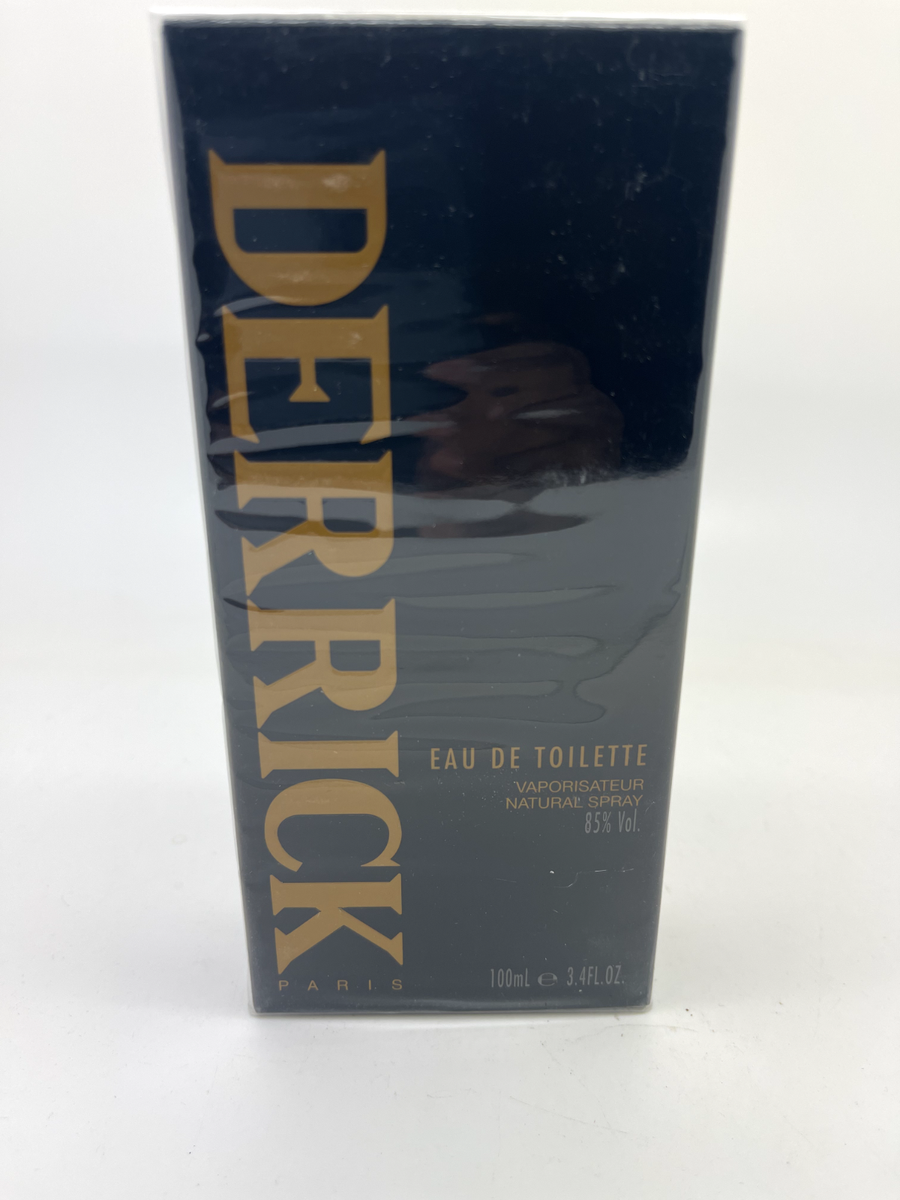 DERRICK
PARIS
EAU DE TOILETTE
VAPORISATEUR
NATURAL SPRAY
85% Vol.
100mL ℮ 3.4FL.OZ.